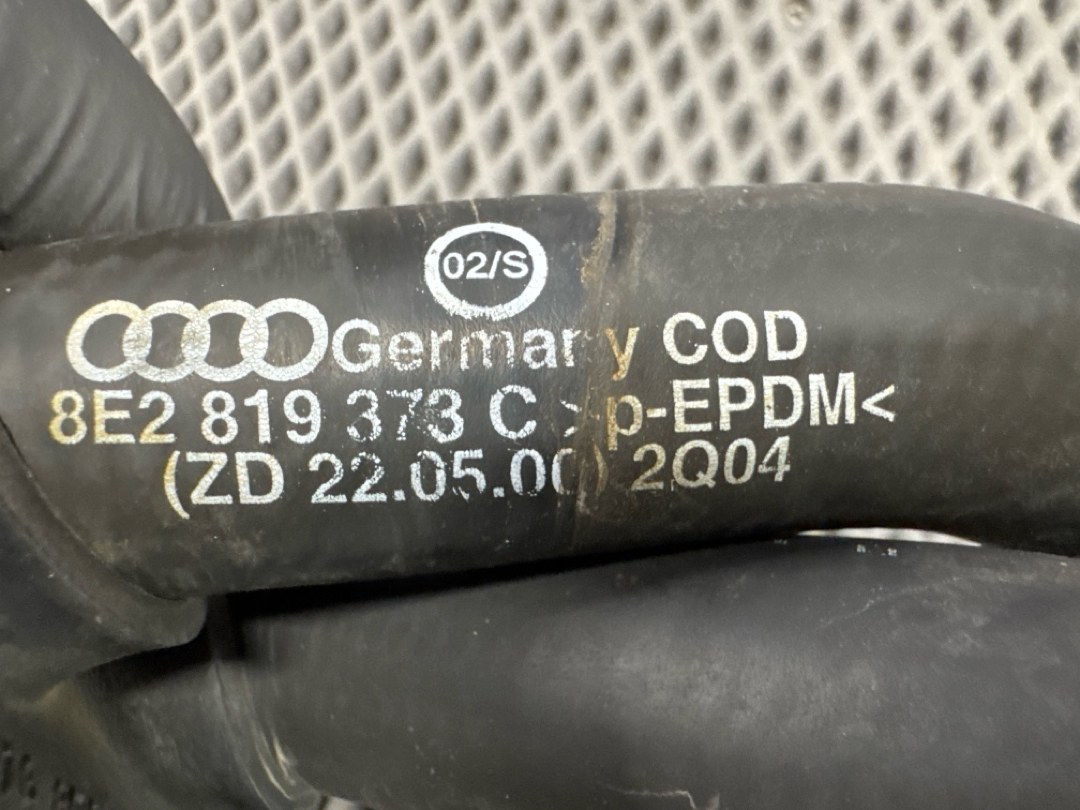 02/S
Germany COD
8E2 819 373 C >p-EPDM<
(ZD 22.05.00) 2Q04